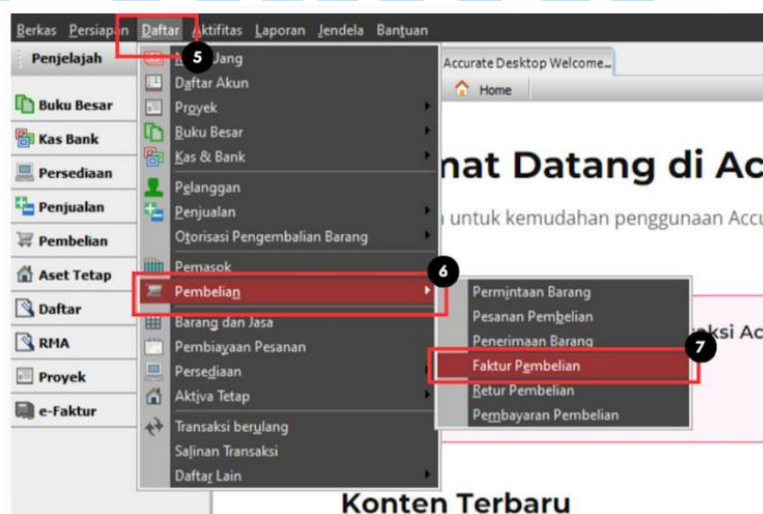 Berkas Persiapan Daftar Aktifitas Laporan Jendela Bantuan
Penjelajah
Buku Besar
Kas Bank
Persediaan
Penjualan
Pembelian
Aset Tetap
Daftar
RMA
Proyek
e-Faktur
5
Uang
Daftar Akun
Proyek
Buku Besar
Kas & Bank
Pelanggan
Penjualan
Otorisasi Pengembalian Barang
Pemasok
Pembelian
Barang dan Jasa
Pembiayaan Pesanan
Persediaan
Aktiva Tetap
Transaksi berulang
Salinan Transaksi
Daftar Lain
6
Permintaan Barang
Pesanan Pembelian
Penerimaan Barang
7
Faktur Pembelian
Retur Pembelian
Pembayaran Pembelian
Accurate Desktop Welcome...
Home
mat Datang di Ac
untuk kemudahan penggunaan Accu
ksi Ac
Konten Terbaru